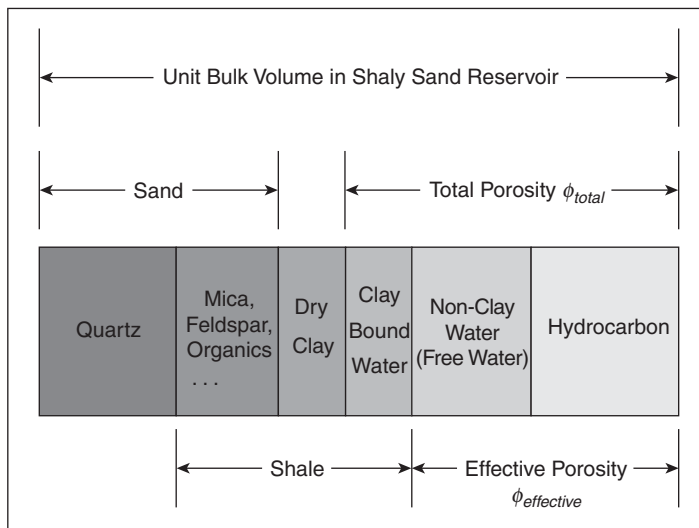 Unit Bulk Volume in Shaly Sand Reservoir
Sand
Total Porosity ϕtotal
Quartz
Mica,
Feldspar,
Organics
. . .
Dry
Clay
Clay
Bound
Water
Non-Clay
Water
(Free Water)
Hydrocarbon
Shale
Effective Porosity
ϕeffective